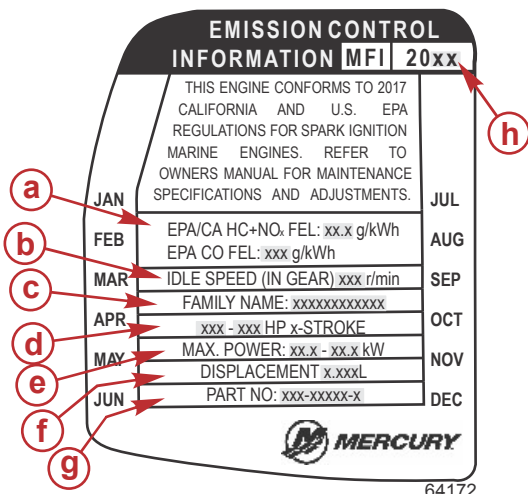 EMISSION CONTROL
INFORMATION MFI 20xx
THIS ENGINE CONFORMS TO 2017
CALIFORNIA AND U.S. EPA
REGULATIONS FOR SPARK IGNITION
MARINE ENGINES. REFER TO
OWNERS MANUAL FOR MAINTENANCE
SPECIFICATIONS AND ADJUSTMENTS.
h
a
JAN
JUL
EPA/CA HC+NOx FEL: xx.x g/kWh
FEB
AUG
b
EPA CO FEL: xxx g/kWh
MAR
IDLE SPEED (IN GEAR) xxx r/min
SEP
c
FAMILY NAME: xxxxxxxxxxxx
APR
OCT
d
xxx - xxx HP x-STROKE
MAX. POWER: xx.x - xx.x kW
MAY
NOV
e
DISPLACEMENT x.xxxL
f
JUN
PART NO: xxx-xxxxx-x
DEC
g
MERCURY
64172